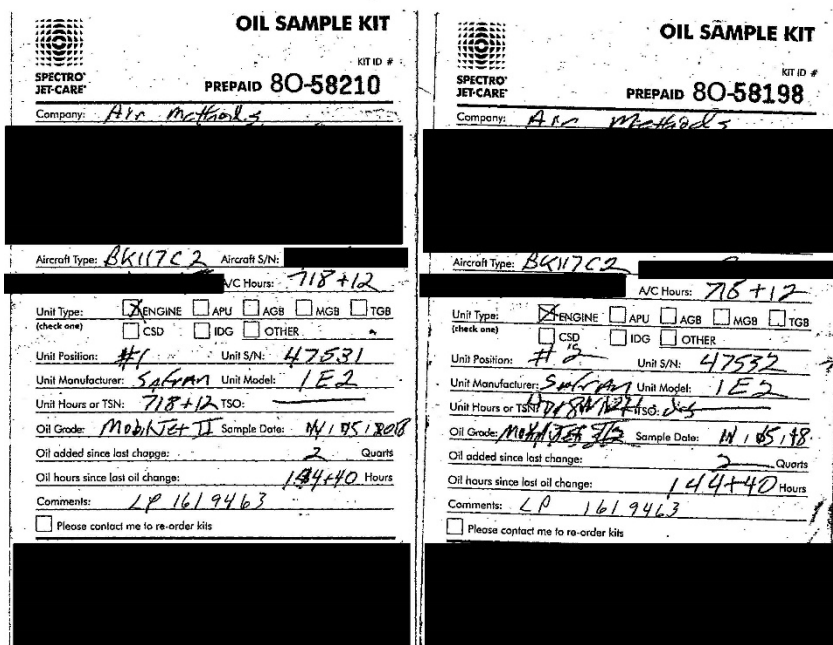 OIL SAMPLE KIT
KIT ID #
SPECTRO
JET-CARE®
PREPAID 80-58210
Company: Air Methods
Aircraft Type: BK117C2 Aircraft S/N:
A/C Hours: 718+12
Unit Type: ENGINE APU AGB MGB TGB
(check one) CSD IDG OTHER
Unit Position: #1 Unit S/N: 47531
Unit Manufacturer: Safran Unit Model: 1E2
Unit Hours or TSN: 718+12 TSO:
Oil Grade: Mobil Jet II Sample Date:
Oil added since last change: 2 Quarts
Oil hours since last oil change: 144+40 Hours
Comments: LP 1619463
Please contact me to re-order kits
OIL SAMPLE KIT
KIT ID #
SPECTRO
JET-CARE®
PREPAID 80-58198
Company: Air Methods
Aircraft Type: BK117C2
A/C Hours: 718+12
Unit Type: ENGINE APU AGB MGB TGB
(check one) CSD IDG OTHER
Unit Position: #2 Unit S/N: 47532
Unit Manufacturer: Safran Unit Model: 1E2
Unit Hours or TSN: TSO:
Oil Grade: Sample Date:
Oil added since last change: 2 Quarts
Oil hours since last oil change: 144+40 Hours
Comments: LP 1619463
Please contact me to re-order kits